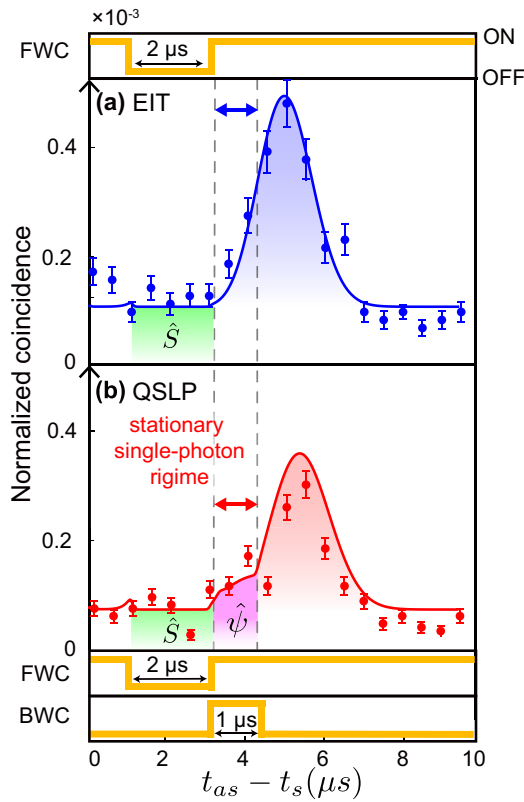 ×10⁻³
FWC
2 μs
ON
OFF
(a) EIT
0.4
0.2
0
Ŝ
Normalized coincidence
(b) QSLP
stationary
single-photon
rigime
0.4
0.2
0
Ŝ
ψ̂
FWC
2 μs
BWC
1 μs
0 2 4 6 8 10
t_as − t_s(μs)